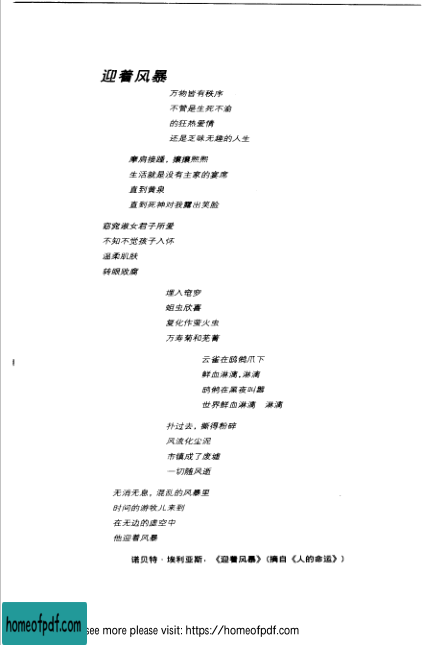 迎着风暴
万物皆有秩序
不管是生死不渝
的狂热爱情
还是乏味无趣的人生
摩肩接踵，攘攘熙熙
生活就是没有主家的宴席
直到黄泉
直到死神对我露出笑脸
窈窕淑女君子所爱
不知不觉孩子入怀
温柔肌肤
转眼敗腐
埋入窀穸
蛆虫欣喜
复化作萤火虫
万寿菊和芜菁
云雀在鸱鸺爪下
鲜血淋漓，淋漓
鸱鸺在黑夜叫嚣
世界鲜血淋漓 淋漓
扑过去，撕得粉碎
风流化尘泥
市镇成了废墟
一切随风逝
无消无息，混乱的风暴里
时间的游牧儿来到
在无边的虚空中
他迎着风暴
诺贝特·埃利亚斯，《迎着风暴》(摘自《人的命运》)
homeofpdf.com
see more please visit: https://homeofpdf.com